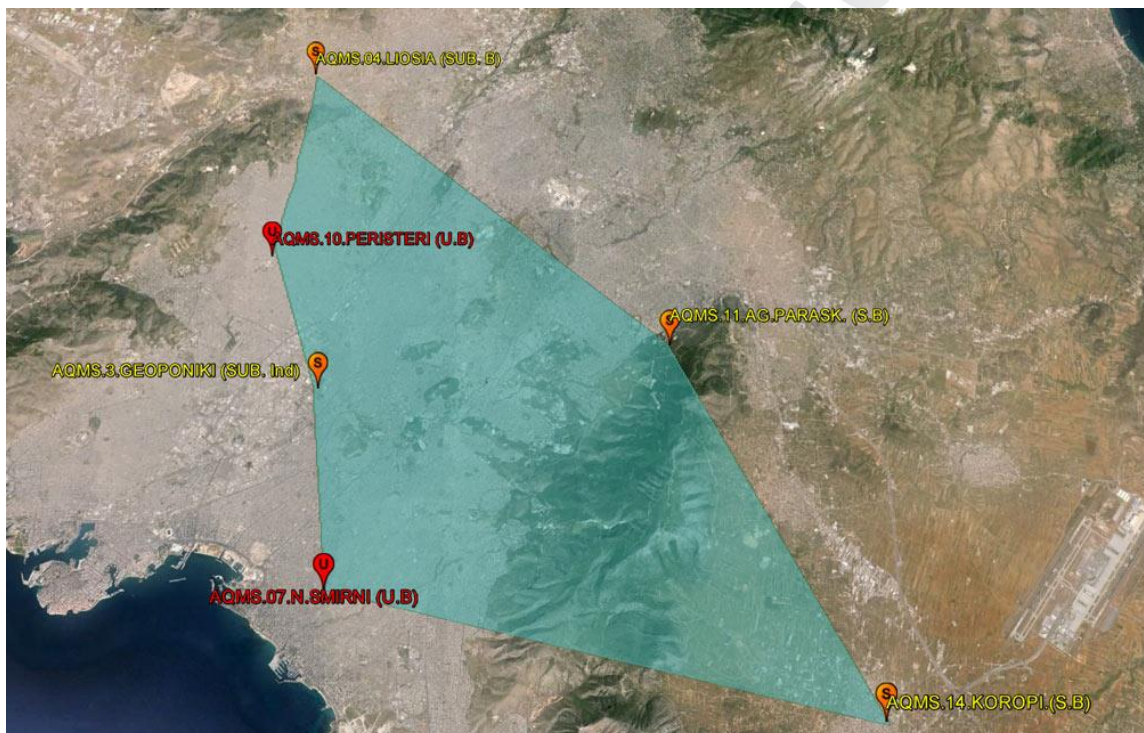 S
AQMS.04.LIOSIA (SUB. B)
U
AQMS.10.PERISTERI (U.B)
S
AQMS.11.AG.PARASK. (S.B)
S
AQMS.3.GEOPONIKI (SUB. Ind)
U
AQMS.07.N.SMIRNI (U.B)
S
AQMS.14.KOROPI.(S.B)